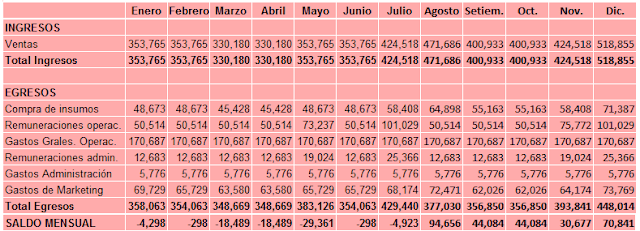 Enero Febrero Marzo Abril Mayo Junio Julio Agosto Setiem. Oct. Nov. Dic.
INGRESOS
Ventas 353,765 353,765 330,180 330,180 353,765 353,765 424,518 471,686 400,933 400,933 424,518 518,855
Total Ingresos 353,765 353,765 330,180 330,180 353,765 353,765 424,518 471,686 400,933 400,933 424,518 518,855
EGRESOS
Compra de insumos 48,673 48,673 45,428 45,428 48,673 48,673 58,408 64,898 55,163 55,163 58,408 71,387
Remuneraciones operac. 50,514 50,514 50,514 50,514 73,237 50,514 101,029 50,514 50,514 50,514 75,772 101,029
Gastos Grales. Operac. 170,687 170,687 170,687 170,687 170,687 170,687 170,687 170,687 170,687 170,687 170,687 170,687
Remuneraciones admin. 12,683 12,683 12,683 12,683 19,024 12,683 25,366 12,683 12,683 12,683 19,024 25,366
Gastos Administración 5,776 5,776 5,776 5,776 5,776 5,776 5,776 5,776 5,776 5,776 5,776 5,776
Gastos de Marketing 69,729 65,729 63,580 63,580 65,729 65,729 68,174 72,471 62,026 62,026 64,174 73,769
Total Egresos 358,063 354,063 348,669 348,669 383,126 354,063 429,440 377,030 356,850 356,850 393,841 448,014
SALDO MENSUAL -4,298 -298 -18,489 -18,489 -29,361 -298 -4,923 94,656 44,084 44,084 30,677 70,841